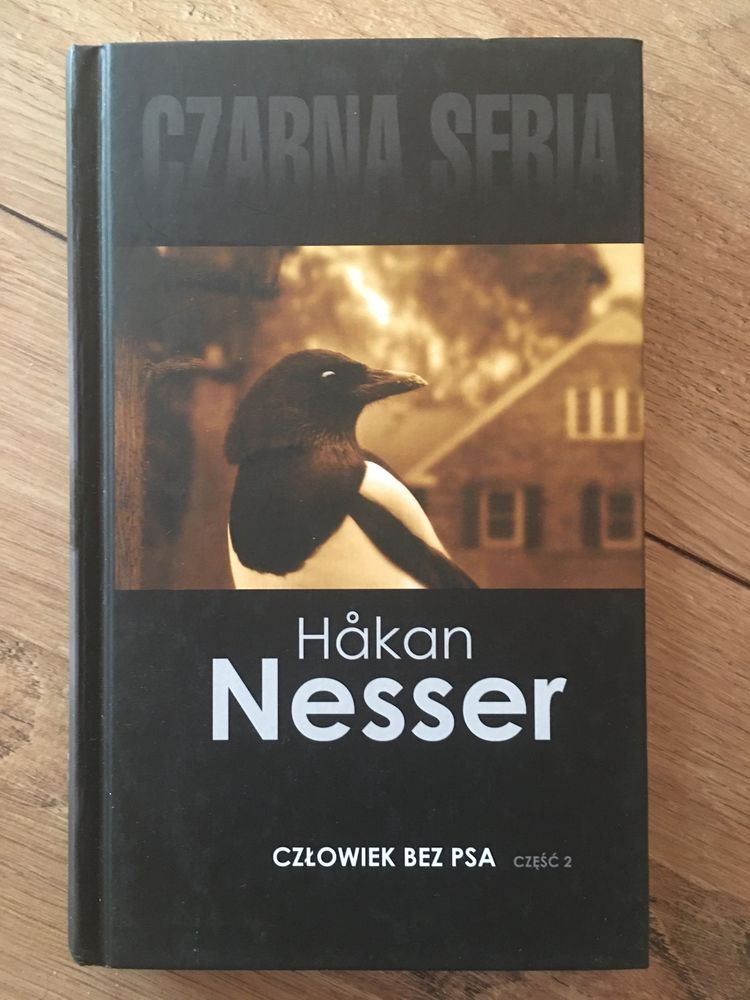 CZARNA SERIA
Håkan
Nesser
CZŁOWIEK BEZ PSA CZĘŚĆ 2